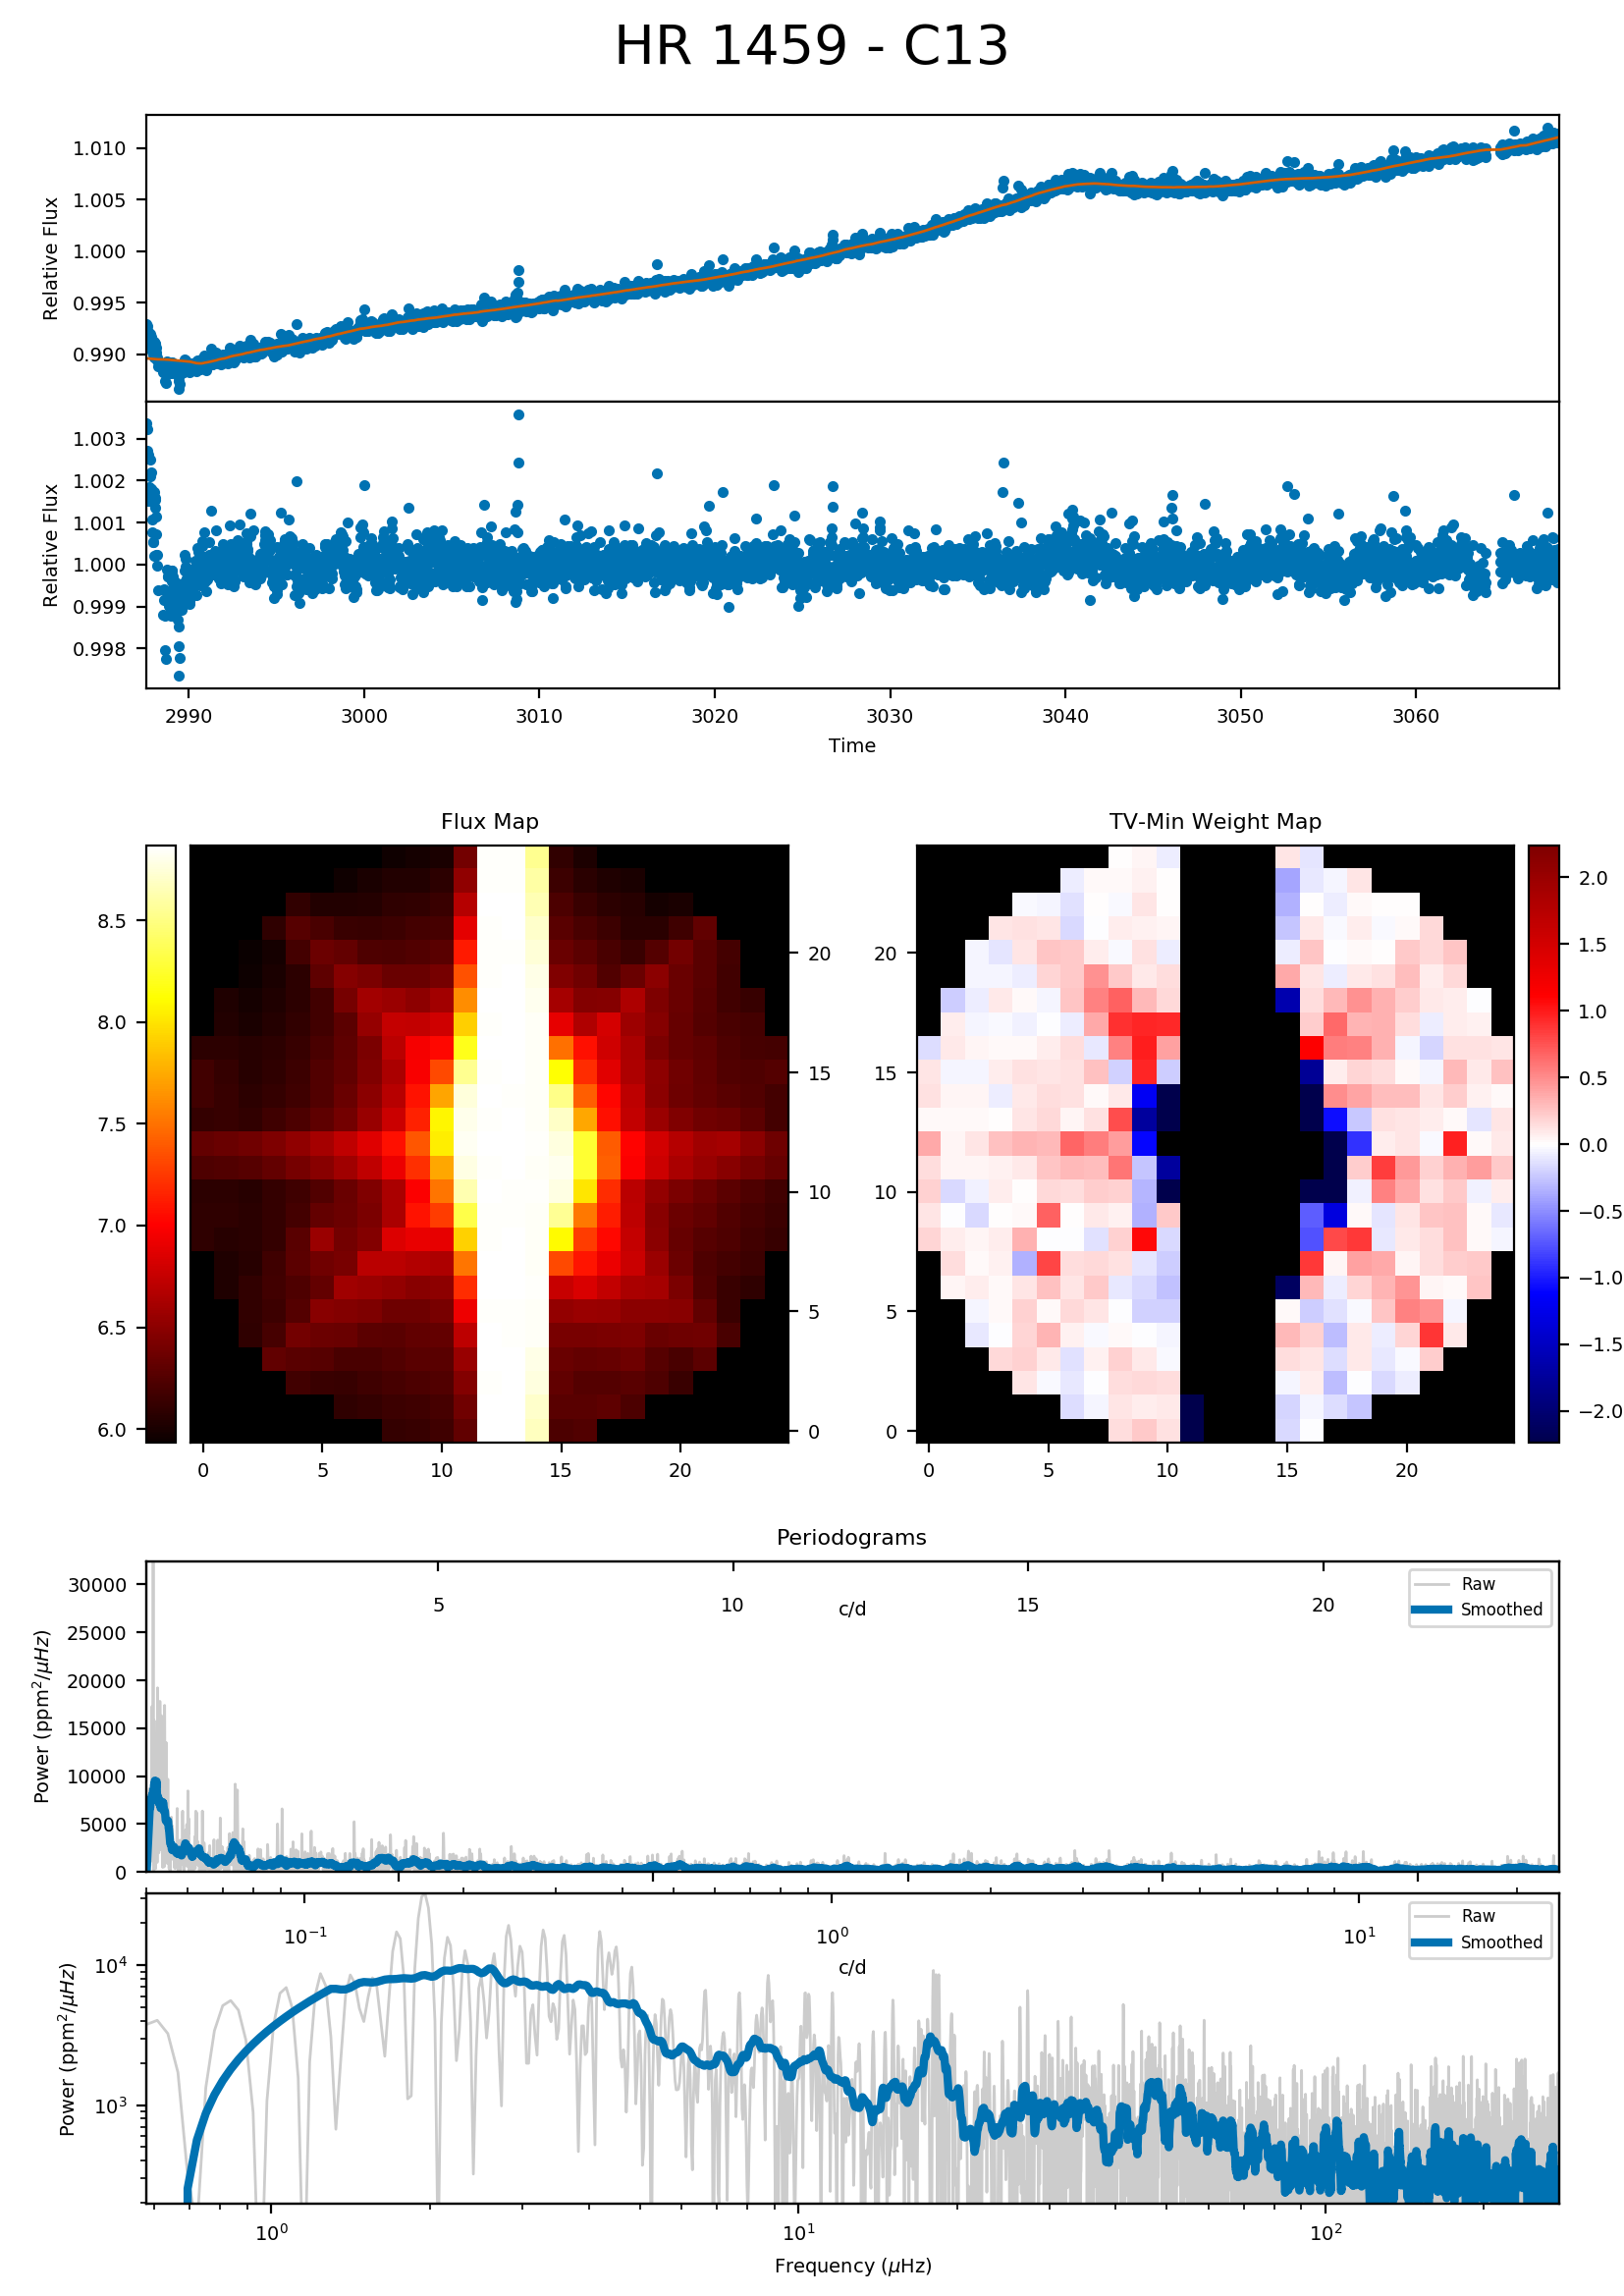 HR 1459 - C13
1.010
1.005
1.000
0.995
0.990
Relative Flux
1.003
1.002
1.001
1.000
0.999
0.998
Relative Flux
2990 3000 3010 3020 3030 3040 3050 3060
Time
Flux Map
TV-Min Weight Map
8.5
8.0
7.5
7.0
6.5
6.0
20
15
10
5
0
0 5 10 15 20
20
15
10
5
0
0 5 10 15 20
2.0
1.5
1.0
0.5
0.0
−0.5
−1.0
−1.5
−2.0
Periodograms
30000
25000
20000
15000
10000
5000
0
Power (ppm²/μHz)
5 10 15 20
c/d
Raw
Smoothed
10⁴
10³
Power (ppm²/μHz)
10⁻¹ 10⁰ 10¹
c/d
Raw
Smoothed
10⁰ 10¹ 10²
Frequency (μHz)